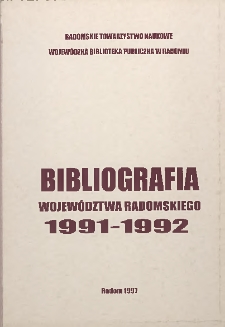 RADOMSKIE TOWARZYSTWO NAUKOWE
WOJEWÓDZKA BIBLIOTEKA PUBLICZNA W RADOMIU
BIBLIOGRAFIA
WOJEWÓDZTWA RADOMSKIEGO
1991-1992
Radom 1997